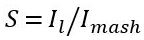 S = I_l / I_mash